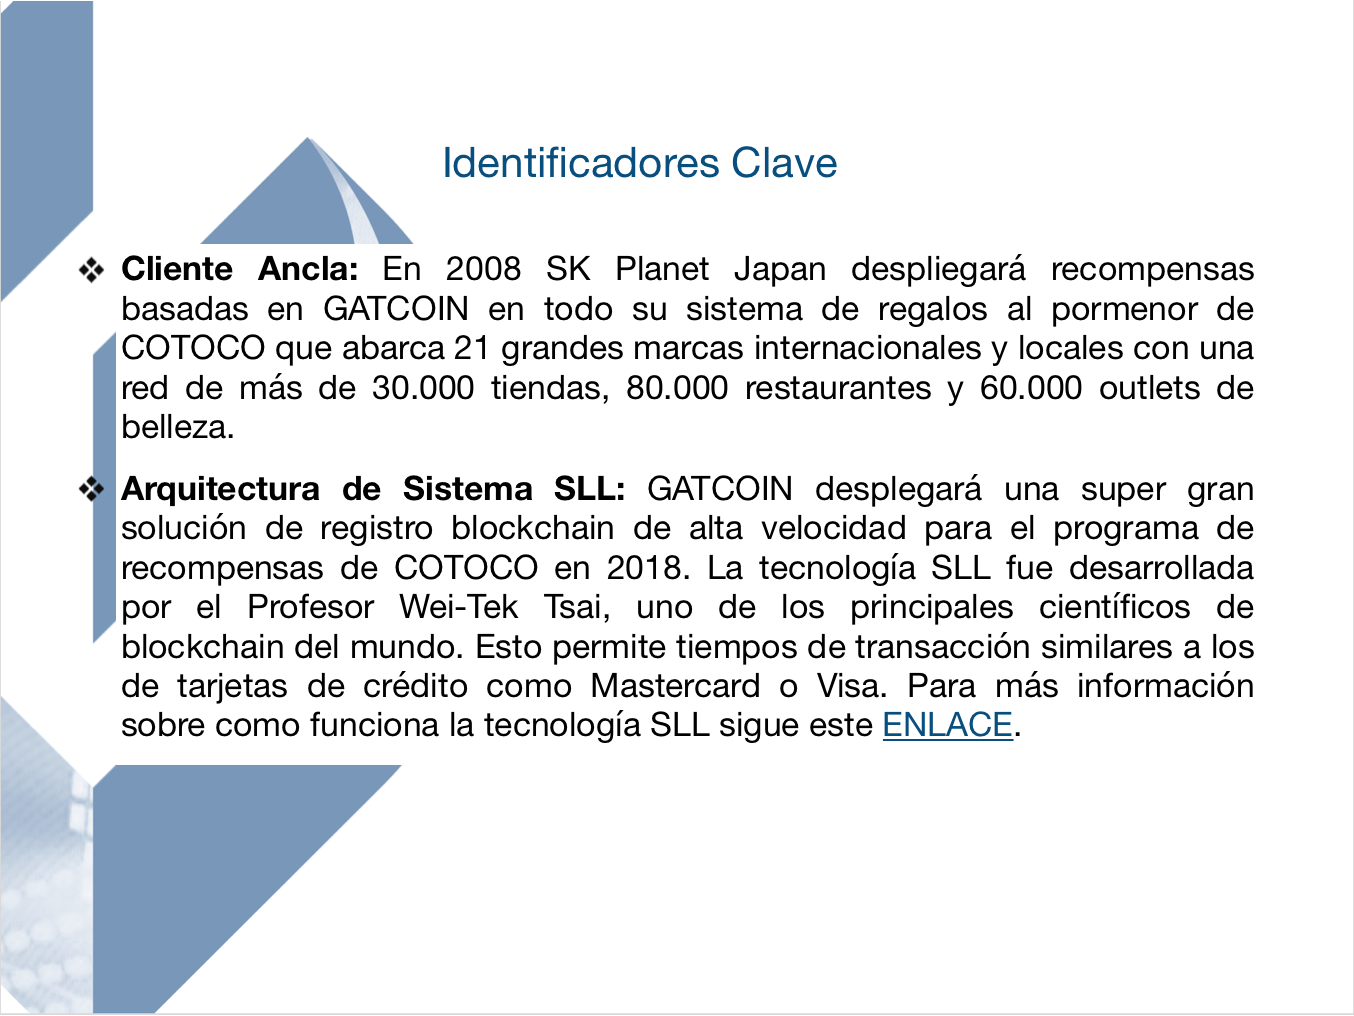 Identificadores Clave
Cliente Ancla: En 2008 SK Planet Japan despliegará recompensas
basadas en GATCOIN en todo su sistema de regalos al pormenor de
COTOCO que abarca 21 grandes marcas internacionales y locales con una
red de más de 30.000 tiendas, 80.000 restaurantes y 60.000 outlets de
belleza.
Arquitectura de Sistema SLL: GATCOIN desplegará una super gran
solución de registro blockchain de alta velocidad para el programa de
recompensas de COTOCO en 2018. La tecnología SLL fue desarrollada
por el Profesor Wei-Tek Tsai, uno de los principales científicos de
blockchain del mundo. Esto permite tiempos de transacción similares a los
de tarjetas de crédito como Mastercard o Visa. Para más información
sobre como funciona la tecnología SLL sigue este ENLACE.